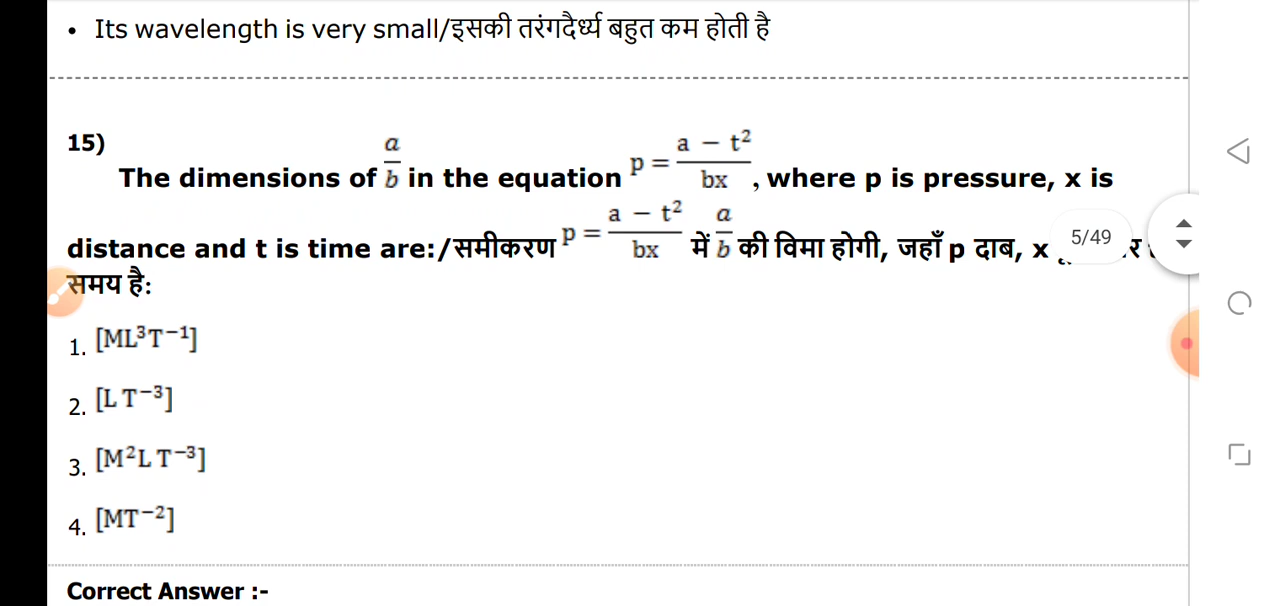 • Its wavelength is very small/इसकी तरंगदैर्ध्य बहुत कम होती है
15)
The dimensions of a/b in the equation p = (a − t²)/(bx), where p is pressure, x is
distance and t is time are:/समीकरण p = (a − t²)/(bx) में a/b की विमा होगी, जहाँ p दाब, x
5/49
समय है:
1. [ML³T⁻¹]
2. [L T⁻³]
3. [M²L T⁻³]
4. [MT⁻²]
Correct Answer :-